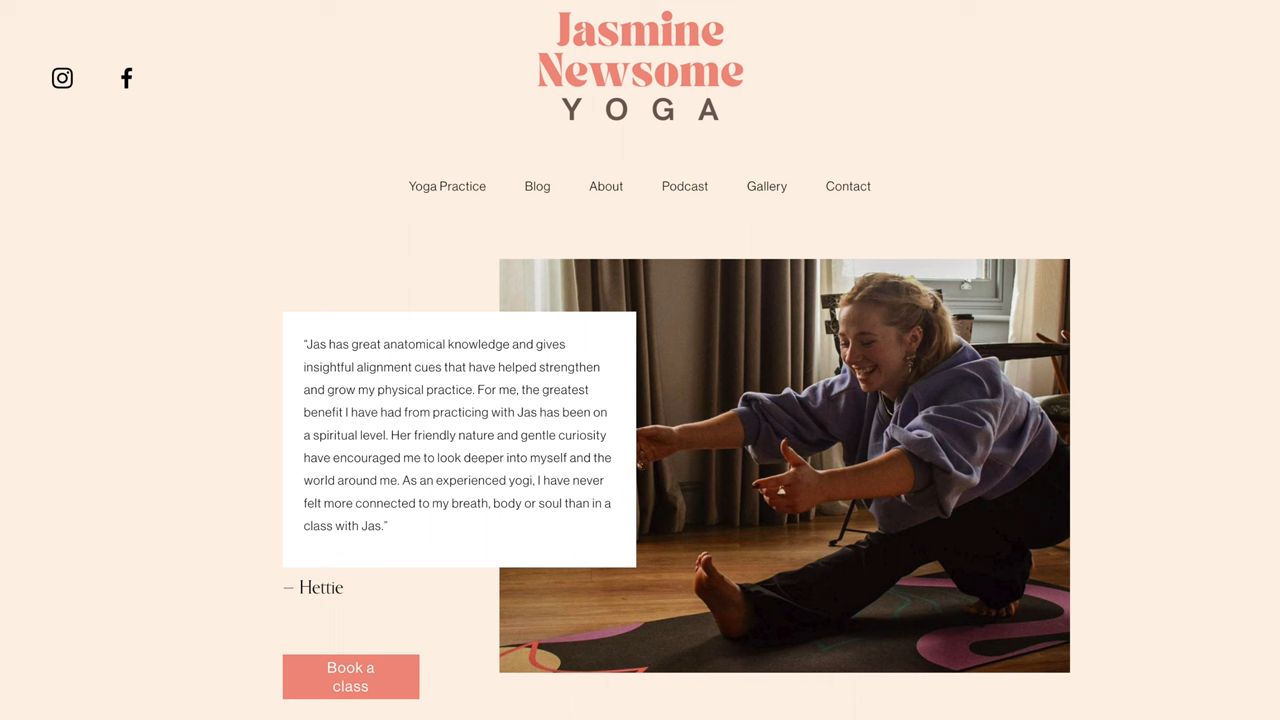 Jasmine
Newsome
YOGA
Yoga Practice Blog About Podcast Gallery Contact
“Jas has great anatomical knowledge and gives
insightful alignment cues that have helped strengthen
and grow my physical practice. For me, the greatest
benefit I have had from practicing with Jas has been on
a spiritual level. Her friendly nature and gentle curiosity
have encouraged me to look deeper into myself and the
world around me. As an experienced yogi, I have never
felt more connected to my breath, body or soul than in a
class with Jas.”
— Hettie
Book a
class